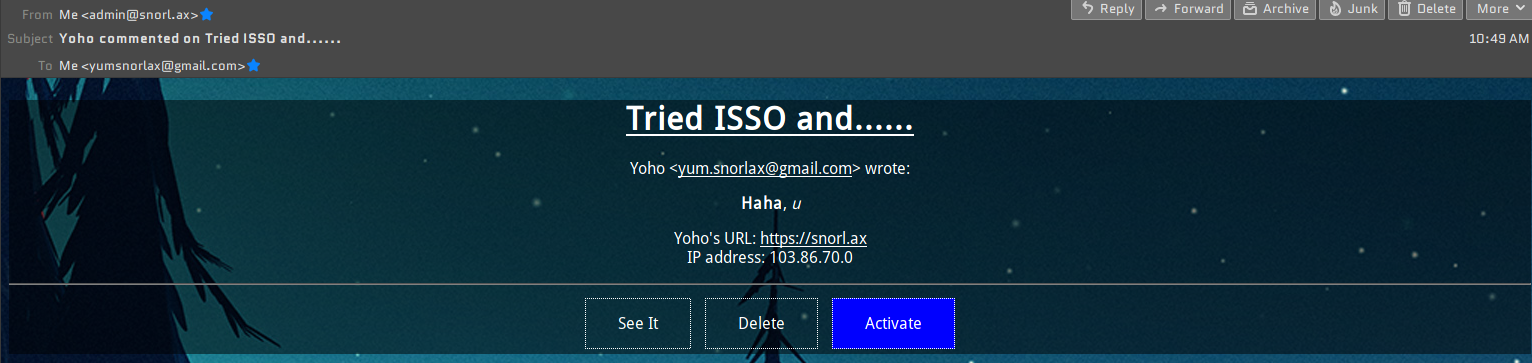 From Me <admin@snorl.ax> Reply Forward Archive Junk Delete More
Subject Yoho commented on Tried ISSO and...... 10:49 AM
To Me <yumsnorlax@gmail.com>
Tried ISSO and......
Yoho <yum.snorlax@gmail.com> wrote:
Haha, u
Yoho's URL: https://snorl.ax
IP address: 103.86.70.0
See It Delete Activate